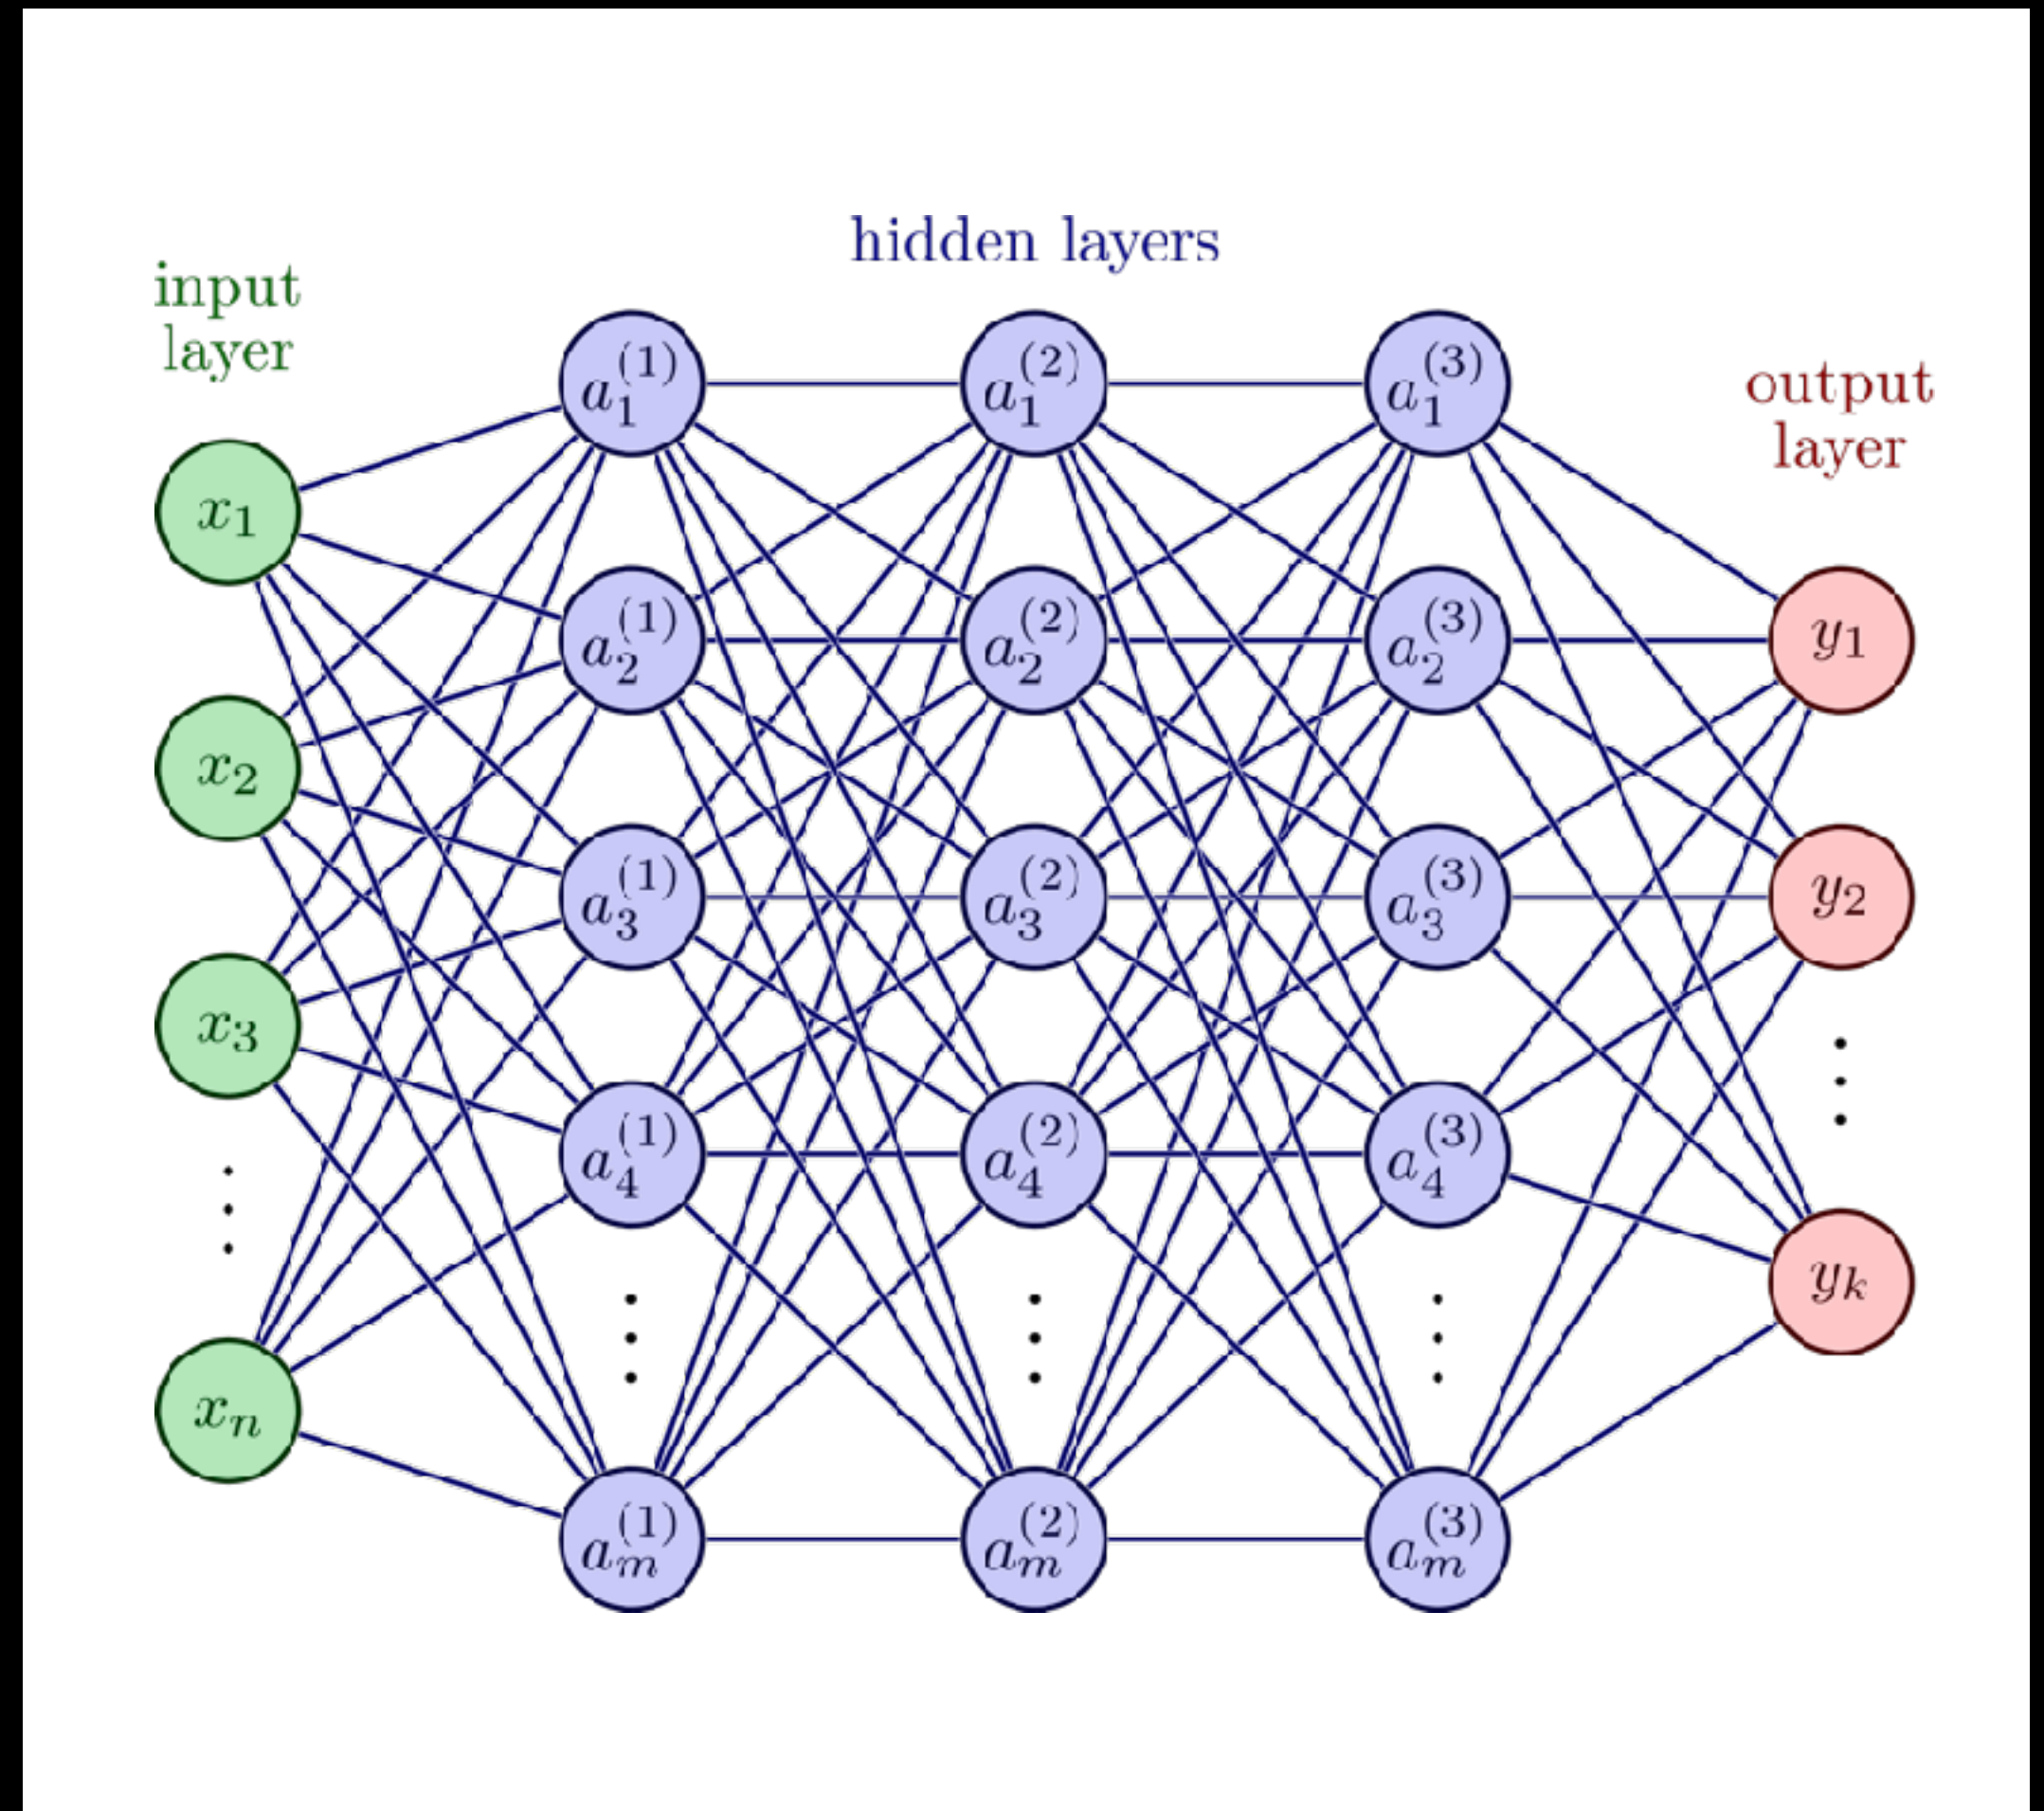 hidden layers
input
layer
output
layer
x₁
x₂
x₃
⋮
xₙ
a₁⁽¹⁾
a₂⁽¹⁾
a₃⁽¹⁾
a₄⁽¹⁾
⋮
aₘ⁽¹⁾
a₁⁽²⁾
a₂⁽²⁾
a₃⁽²⁾
a₄⁽²⁾
⋮
aₘ⁽²⁾
a₁⁽³⁾
a₂⁽³⁾
a₃⁽³⁾
a₄⁽³⁾
⋮
aₘ⁽³⁾
y₁
y₂
⋮
yₖ